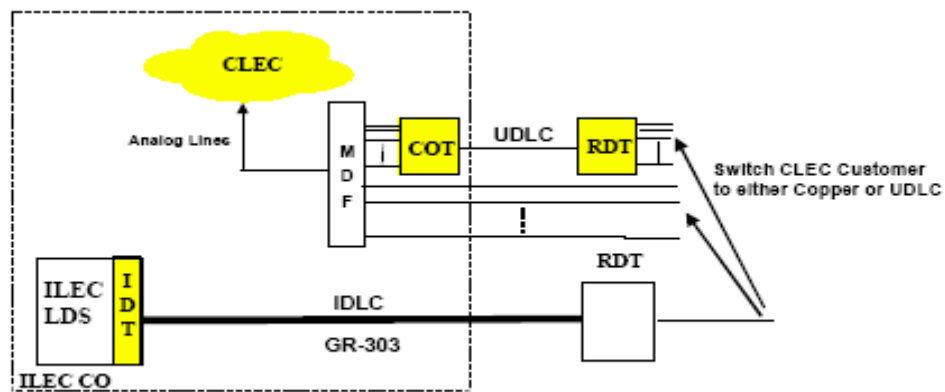 CLEC
Analog Lines
M
D
F
COT
UDLC
RDT
Switch CLEC Customer
to either Copper or UDLC
RDT
ILEC
LDS
I
D
T
IDLC
GR-303
ILEC CO